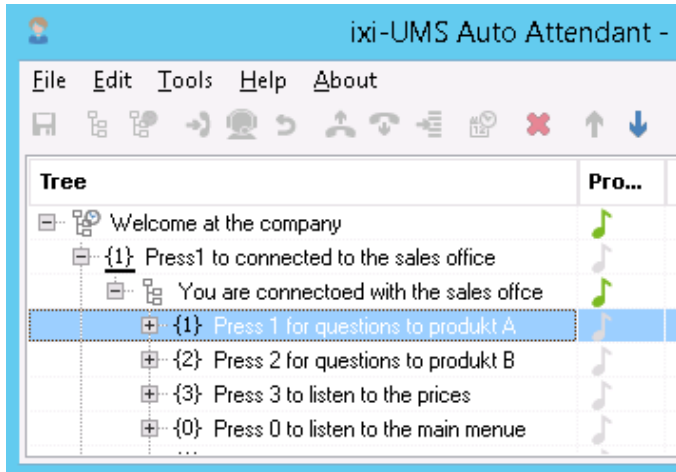 ixi-UMS Auto Attendant -
File Edit Tools Help About
12
Tree Pro...
Welcome at the company
{1} Press1 to connected to the sales office
You are connectoed with the sales offce
{1} Press 1 for questions to produkt A
{2} Press 2 for questions to produkt B
{3} Press 3 to listen to the prices
{0} Press 0 to listen to the main menue